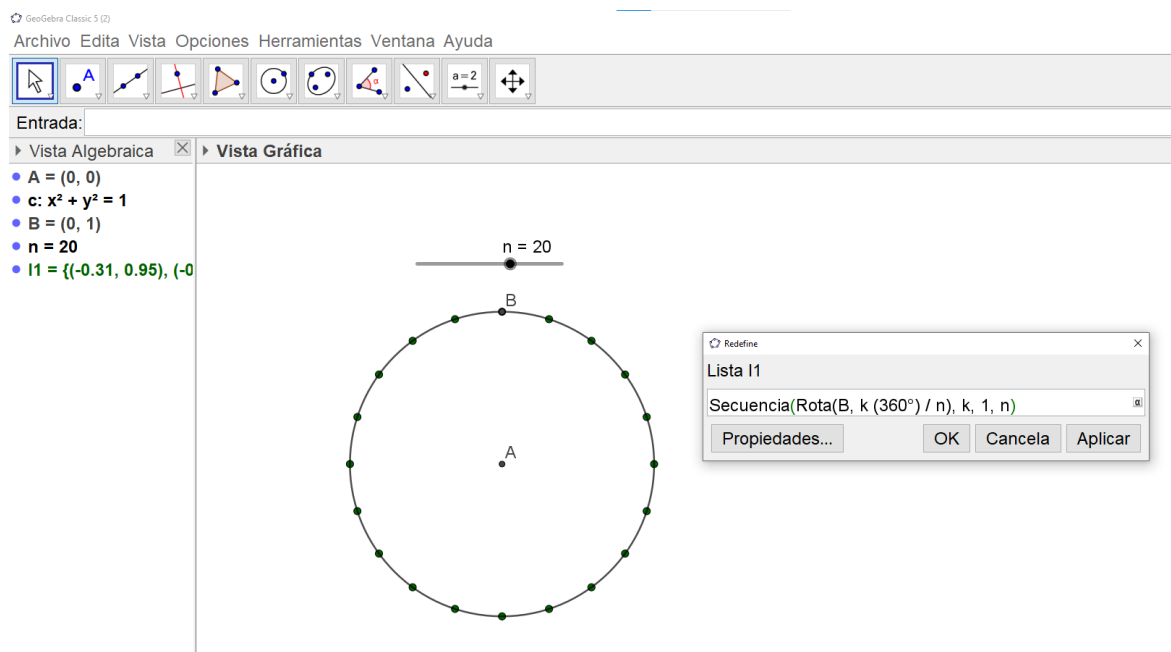 GeoGebra Classic 5 (2)
Archivo Edita Vista Opciones Herramientas Ventana Ayuda
A
α
a=2
Entrada:
Vista Algebraica
Vista Gráfica
A = (0, 0)
c: x² + y² = 1
B = (0, 1)
n = 20
l1 = {(-0.31, 0.95), (-0
n = 20
B
A
Redefine
Lista l1
Secuencia(Rota(B, k (360°) / n), k, 1, n)
α
Propiedades... OK Cancela Aplicar